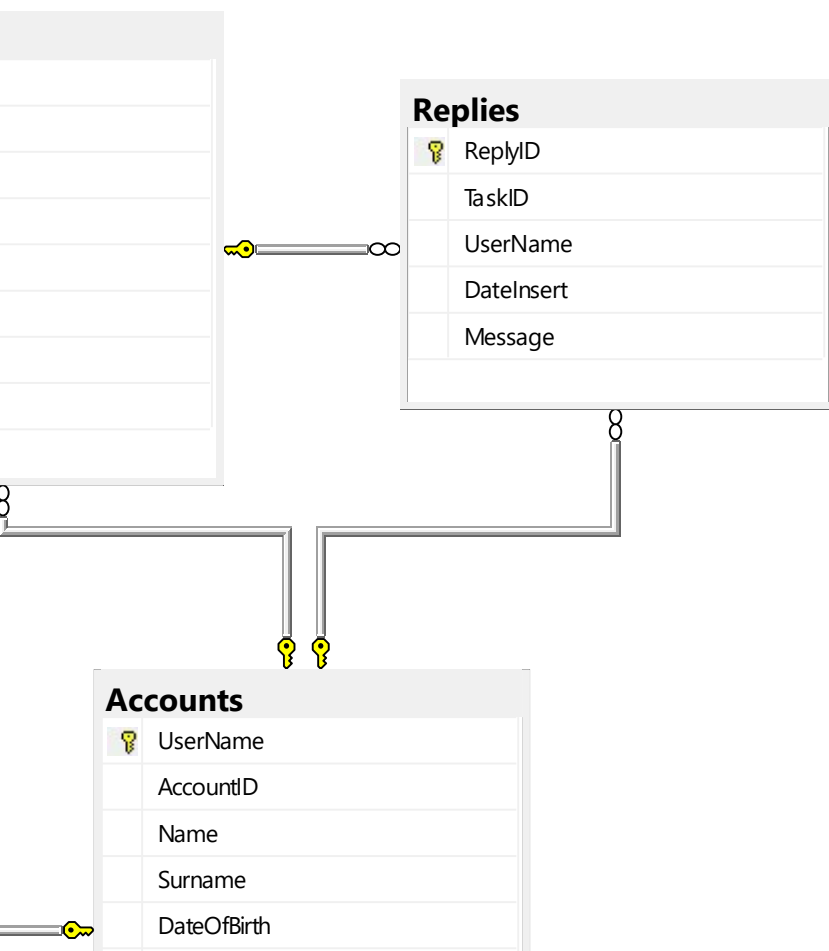 Replies
ReplyID
TaskID
UserName
DateInsert
Message
Accounts
UserName
AccountID
Name
Surname
DateOfBirth